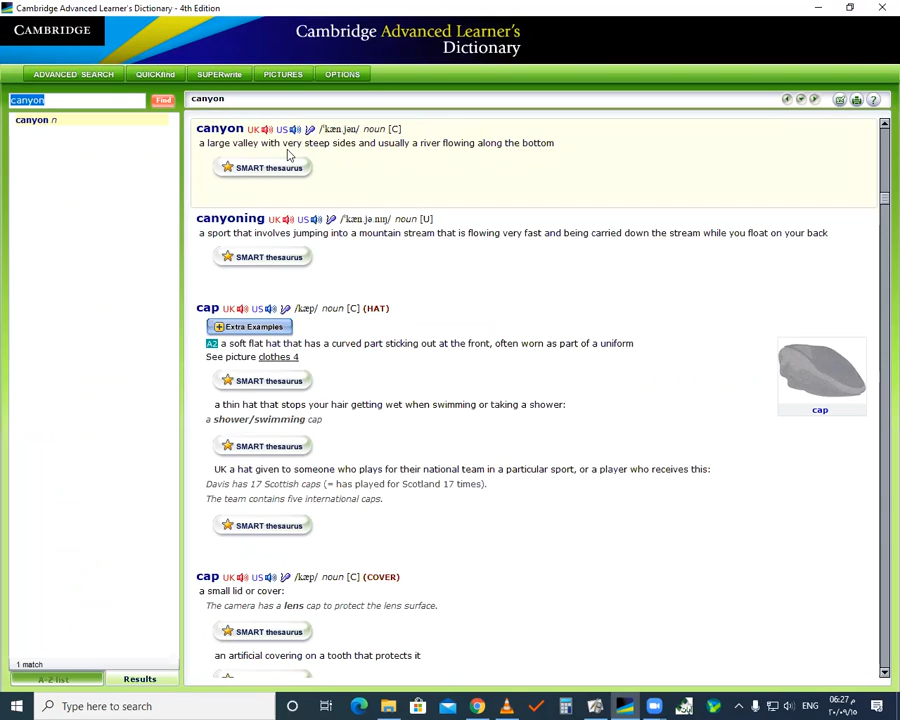 Cambridge Advanced Learner's Dictionary - 4th Edition
CAMBRIDGE
Cambridge Advanced Learner's
Dictionary
ADVANCED SEARCH QUICKfind SUPERwrite PICTURES OPTIONS
canyon Find
canyon
canyon n
canyon UK US /ˈkæn.jən/ noun [C]
a large valley with very steep sides and usually a river flowing along the bottom
SMART thesaurus
canyoning UK US /ˈkæn.jə.nɪŋ/ noun [U]
a sport that involves jumping into a mountain stream that is flowing very fast and being carried down the stream while you float on your back
SMART thesaurus
cap UK US /kæp/ noun [C] (HAT)
Extra Examples
A2 a soft flat hat that has a curved part sticking out at the front, often worn as part of a uniform
See picture clothes 4
SMART thesaurus
cap
a thin hat that stops your hair getting wet when swimming or taking a shower:
a shower/swimming cap
SMART thesaurus
UK a hat given to someone who plays for their national team in a particular sport, or a player who receives this:
Davis has 17 Scottish caps (= has played for Scotland 17 times).
The team contains five international caps.
SMART thesaurus
cap UK US /kæp/ noun [C] (COVER)
a small lid or cover:
The camera has a lens cap to protect the lens surface.
SMART thesaurus
an artificial covering on a tooth that protects it
1 match
A-Z list Results
Type here to search
ENG
٠٦:٢٧ م